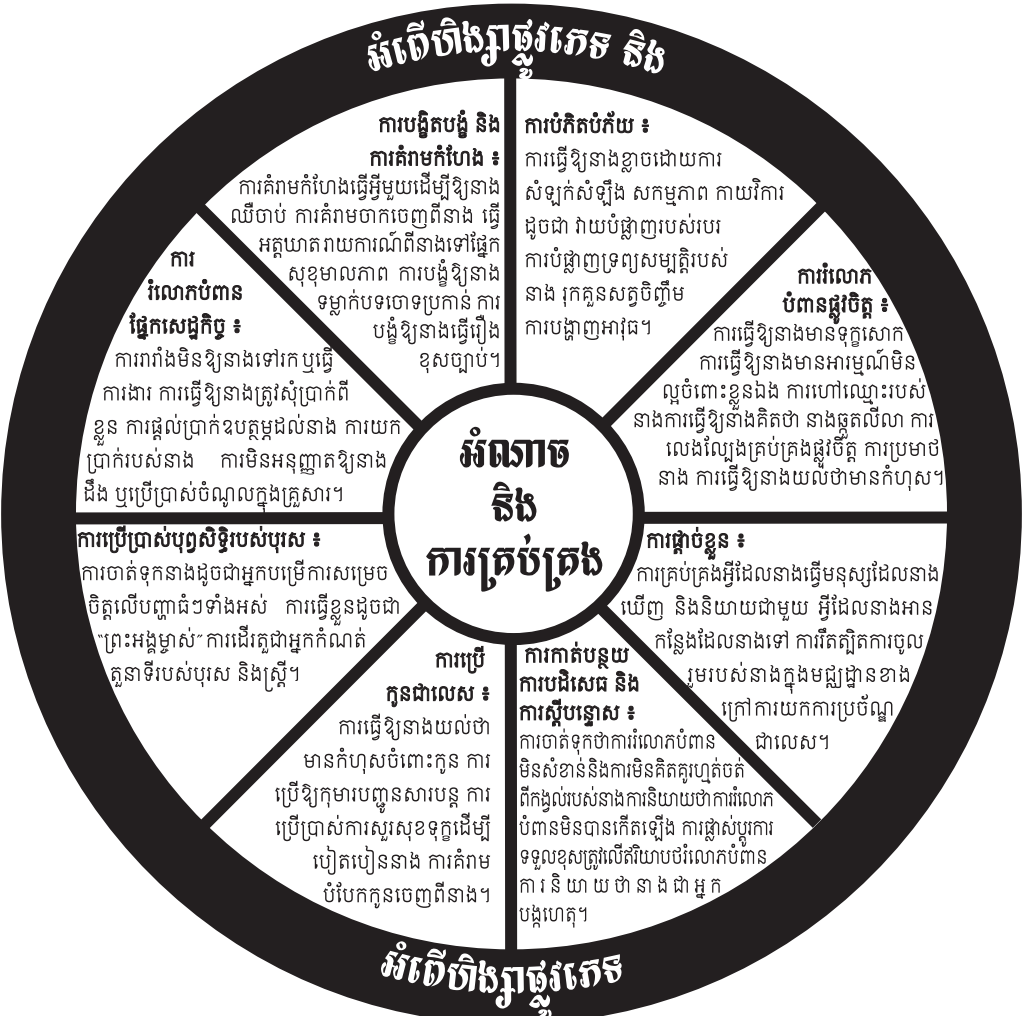 អំពើហិង្សាផ្លូវភេទ និង
ការបង្ខិតបង្ខំ និង
ការគំរាមកំហែង ៖
ការគំរាមកំហែងធ្វើអ្វីមួយដើម្បីឱ្យនាង
ឈឺចាប់ ការគំរាមចាកចេញពីនាង ធ្វើ
អត្តឃាតរាយការណ៍ពីនាងទៅផ្នែក
សុខុមាលភាព ការបង្ខំឱ្យនាង
ទម្លាក់បទចោទប្រកាន់ ការ
បង្ខំឱ្យនាងធ្វើរឿង
ខុសច្បាប់។
ការបំភិតបំភ័យ ៖
ការធ្វើឱ្យនាងខ្លាចដោយការ
សំឡក់សំឡឹង សកម្មភាព កាយវិការ
ដូចជា វាយបំផ្លាញរបស់របរ
ការបំផ្លាញទ្រព្យសម្បត្តិរបស់
នាង រុកគួនសត្វចិញ្ចឹម
ការបង្ហាញអាវុធ។
ការរំលោភ
បំពានផ្លូវចិត្ត ៖
ការធ្វើឱ្យនាងមានទុក្ខសោក
ការធ្វើឱ្យនាងមានអារម្មណ៍មិន
ល្អចំពោះខ្លួនឯង ការហៅឈ្មោះរបស់
នាងការធ្វើឱ្យនាងគិតថា នាងឆ្កួតលីលា ការ
លេងល្បែងគ្រប់គ្រងផ្លូវចិត្ត ការប្រមាថ
នាង ការធ្វើឱ្យនាងយល់ថាមានកំហុស។
ការផ្តាច់ខ្លួន ៖
ការគ្រប់គ្រងអ្វីដែលនាងធ្វើមនុស្សដែលនាង
ឃើញ និងនិយាយជាមួយ អ្វីដែលនាងអាន
កន្លែងដែលនាងទៅ ការរឹតត្បិតការចូល
រួមរបស់នាងក្នុងមជ្ឈដ្ឋានខាង
ក្រៅការយកការប្រច័ណ្ឌ
ជាលេស។
ការកាត់បន្ថយ
ការបដិសេធ និង
ការស្តីបន្ទោស ៖
ការចាត់ទុកថាការរំលោភបំពាន
មិនសំខាន់និងការមិនគិតគូរហ្មត់ចត់
ពីកង្វល់របស់នាងការនិយាយថាការរំលោភ
បំពានមិនបានកើតឡើង ការផ្លាស់ប្តូរការ
ទទួលខុសត្រូវលើឥរិយាបថរំលោភបំពាន
ការនិយាយថានាងជាអ្នក
បង្កហេតុ។
ការប្រើ
កូនជាលេស ៖
ការធ្វើឱ្យនាងយល់ថា
មានកំហុសចំពោះកូន ការ
ប្រើឱ្យកុមារបញ្ជូនសារបន្ត ការ
ប្រើប្រាស់ការសួរសុខទុក្ខដើម្បី
បៀតបៀននាង ការគំរាម
បំបែកកូនចេញពីនាង។
ការប្រើប្រាស់បុព្វសិទ្ធិរបស់បុរស ៖
ការចាត់ទុកនាងដូចជាអ្នកបម្រើការសម្រេច
ចិត្តលើបញ្ហាធំៗទាំងអស់ ការធ្វើខ្លួនដូចជា
“ព្រះអង្គម្ចាស់” ការដើរតួជាអ្នកកំណត់
តួនាទីរបស់បុរស និងស្ត្រី។
ការ
រំលោភបំពាន
ផ្នែកសេដ្ឋកិច្ច ៖
ការរារាំងមិនឱ្យនាងទៅរក ឬធ្វើ
ការងារ ការធ្វើឱ្យនាងត្រូវសុំប្រាក់ពី
ខ្លួន ការផ្តល់ប្រាក់ឧបត្ថម្ភដល់នាង ការយក
ប្រាក់របស់នាង ការមិនអនុញ្ញាតឱ្យនាង
ដឹង ឬប្រើប្រាស់ចំណូលក្នុងគ្រួសារ។
អំណាច
និង
ការគ្រប់គ្រង
អំពើហិង្សាផ្លូវភេទ